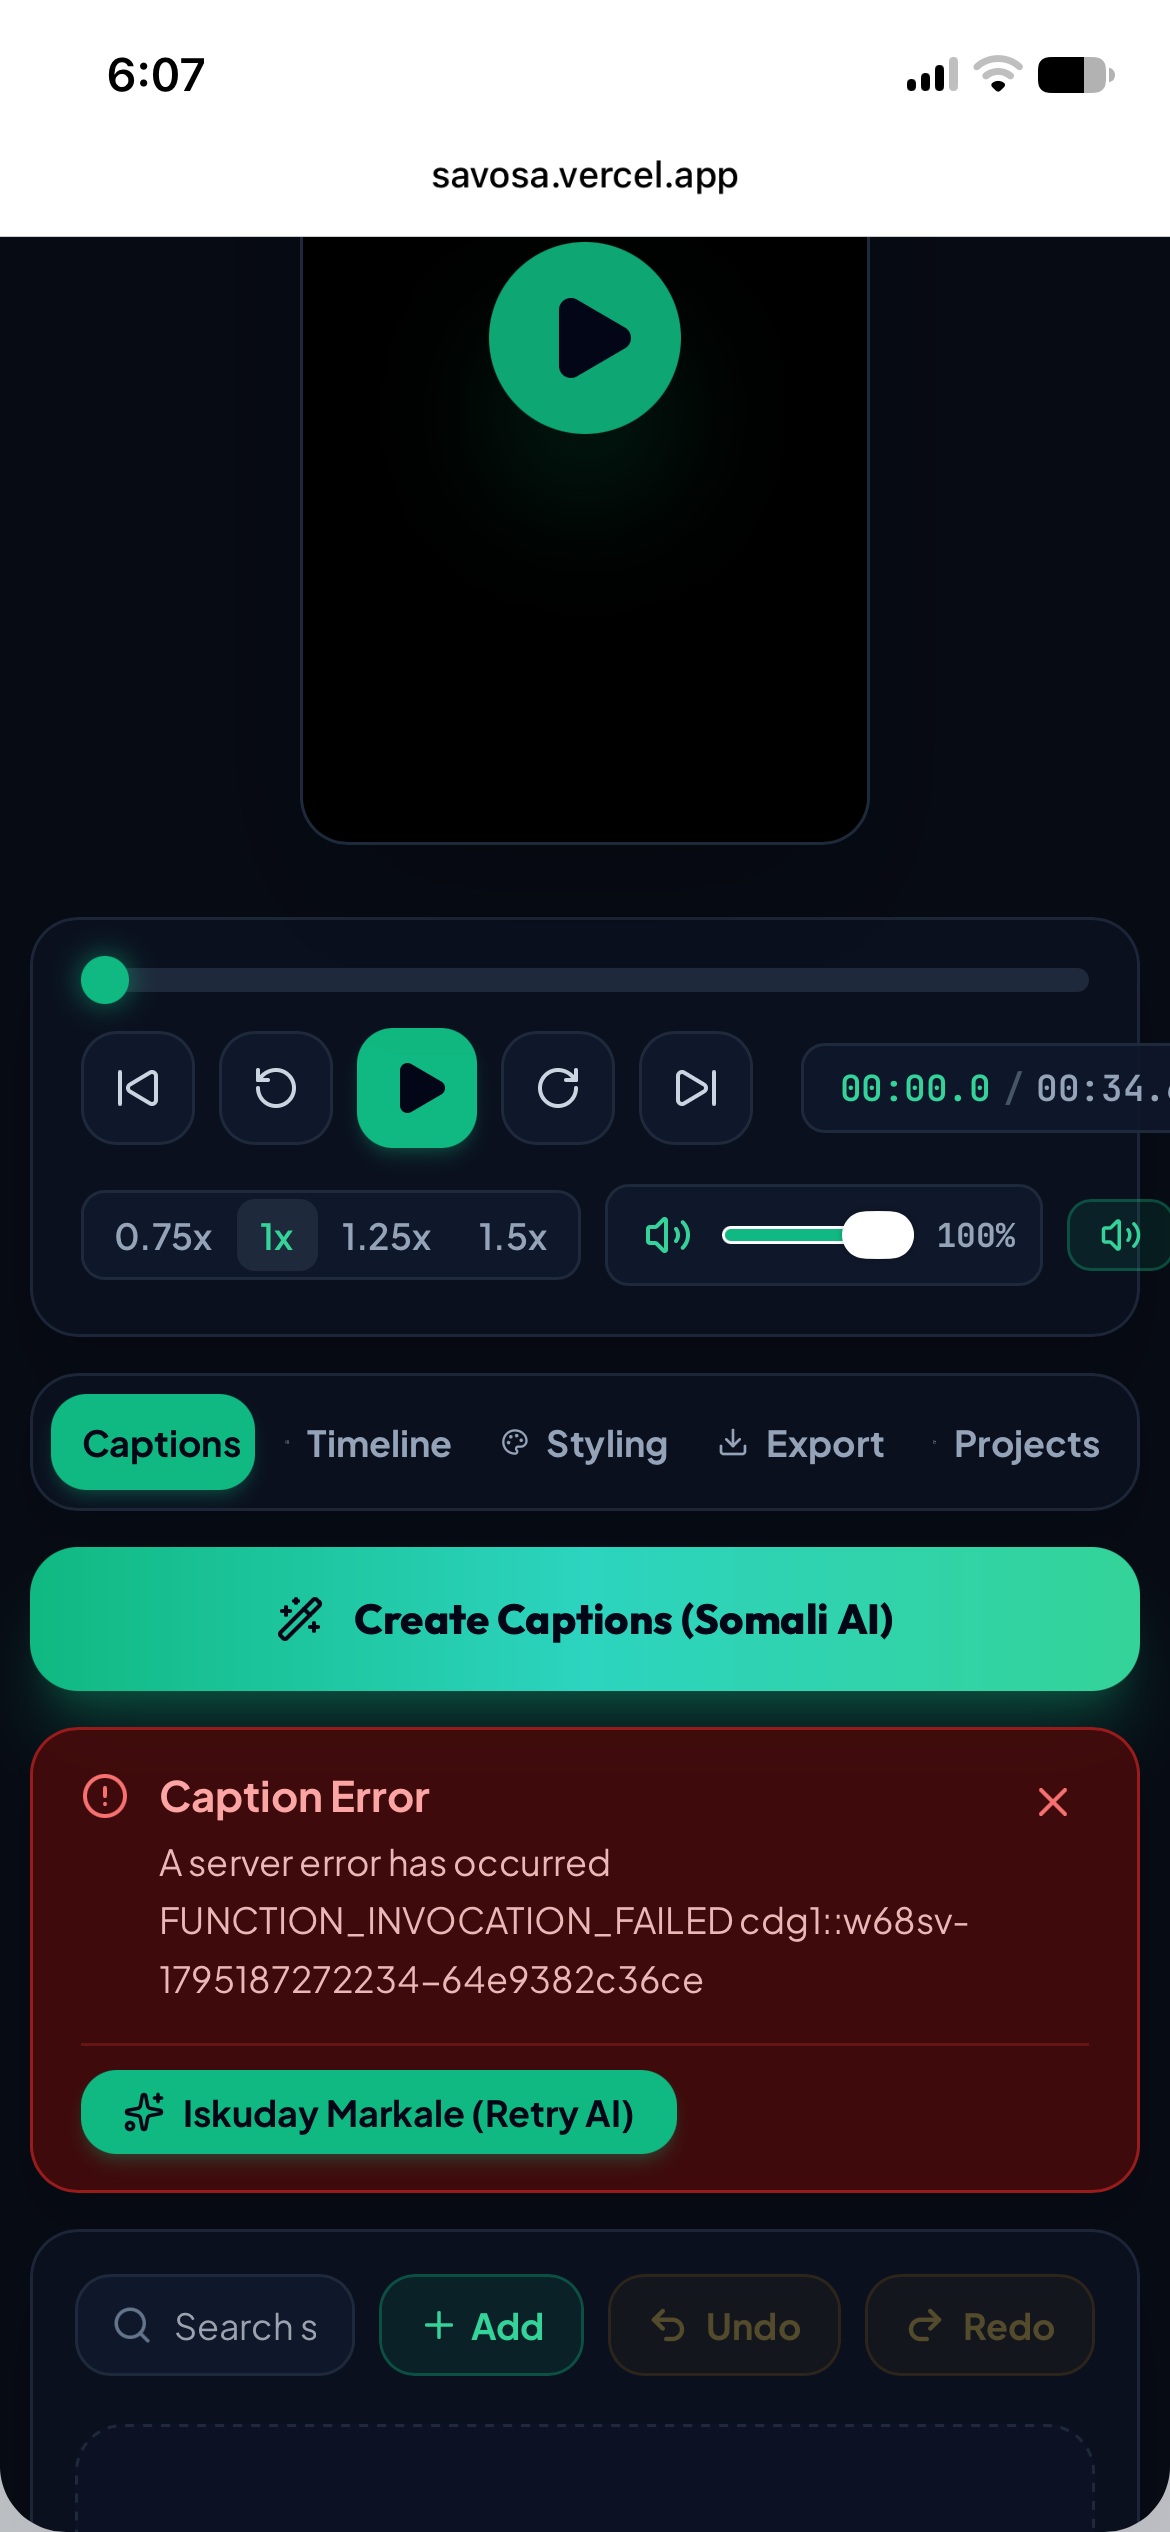 6:07
savosa.vercel.app
00:00.0 / 00:34.
0.75x 1x 1.25x 1.5x 100%
Captions Timeline Styling Export Projects
Create Captions (Somali AI)
Caption Error
A server error has occurred
FUNCTION_INVOCATION_FAILED cdg1::w68sv-
1795187272234-64e9382c36ce
Iskuday Markale (Retry AI)
Search s Add Undo Redo